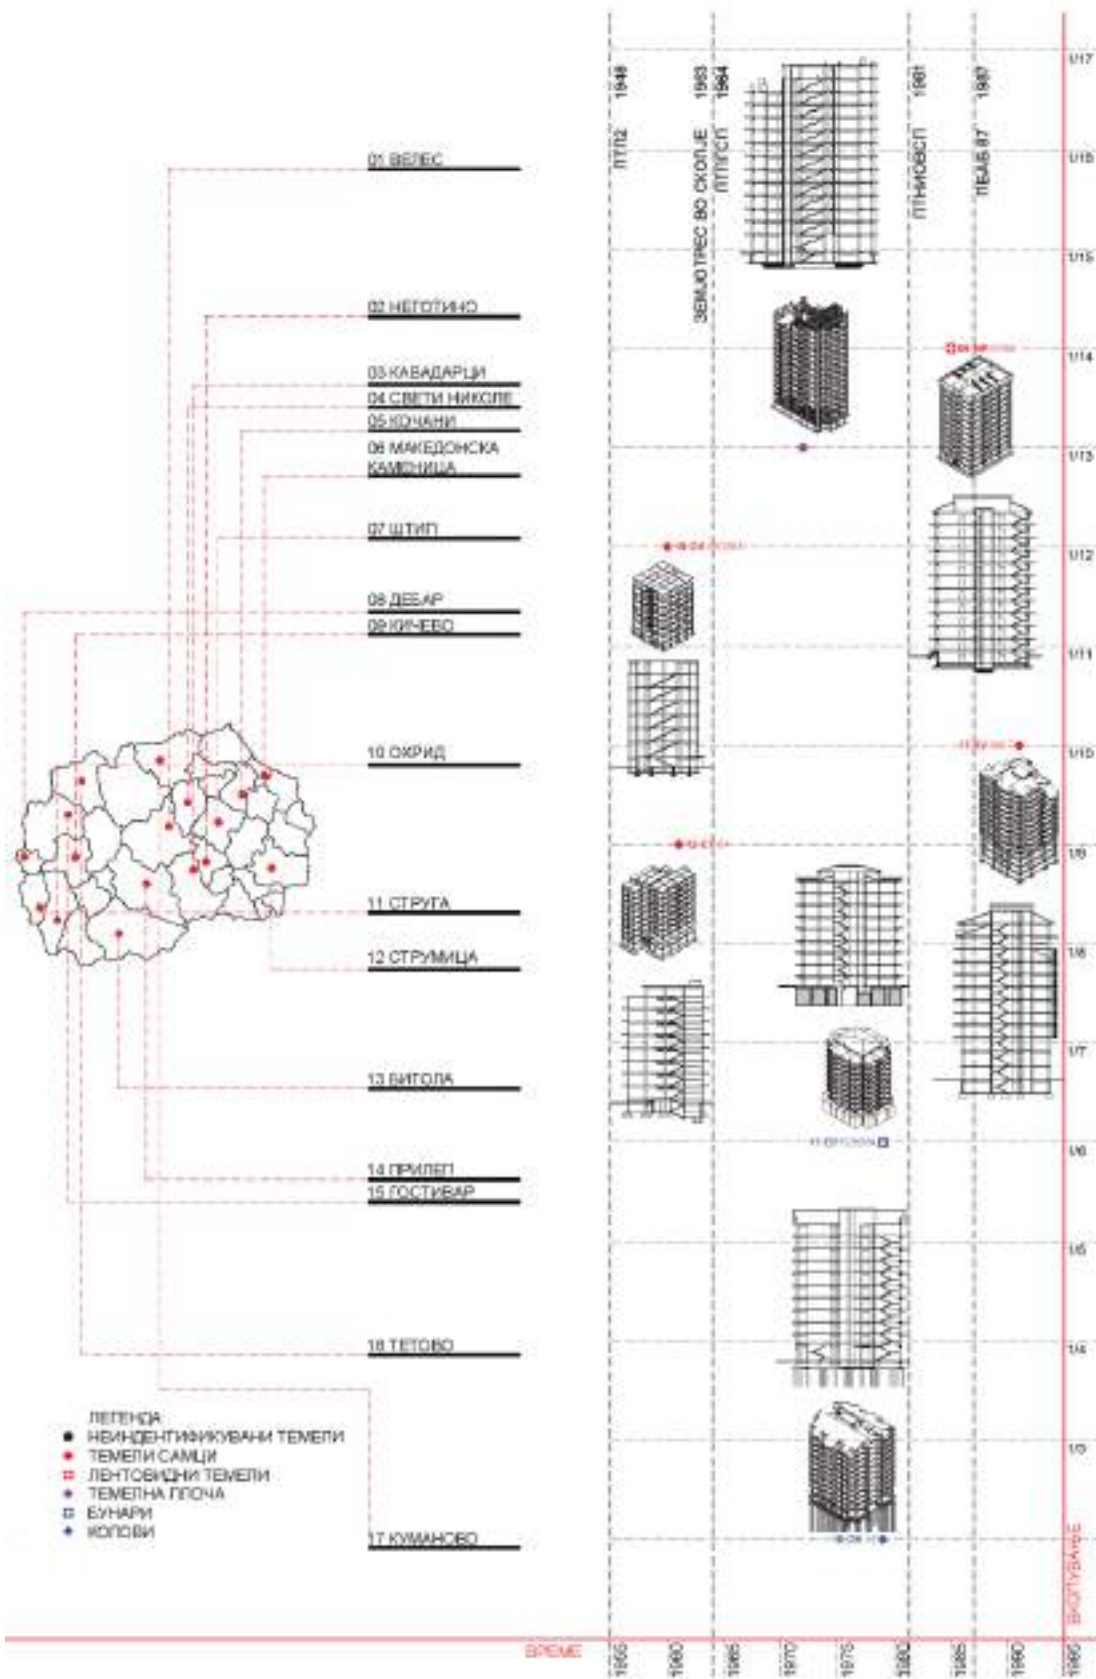 01 ВЕЛЕС
02 НЕГОТИНО
03 КАВАДАРЦИ
04 СВЕТИ НИКОЛЕ
05 КОЧАНИ
06 МАКЕДОНСКА
КАМЕНИЦА
07 ШТИП
08 ДЕБАР
09 КИЧЕВО
10 ОХРИД
11 СТРУГА
12 СТРУМИЦА
13 БИТОЛА
14 ПРИЛЕП
15 ГОСТИВАР
16 ТЕТОВО
17 КУМАНОВО
ЛЕГЕНДА
НЕИНДЕНТИФИКУВАНИ ТЕМЕЛИ
ТЕМЕЛИ САМЦИ
ЛЕНТОВИДНИ ТЕМЕЛИ
ТЕМЕЛНА ПЛОЧА
БУНАРИ
КОЛОВИ
ПТП2 1948
ЗЕМЈОТРЕС ВО СКОПЈЕ 1963
ПТПГСП 1964
ПТНИОВСП 1981
ПБАБ 87 1987
1/17
1/16
1/15
1/14
1/13
1/12
1/11
1/10
1/9
1/8
1/7
1/6
1/5
1/4
1/3
ВКОПУВАЊЕ
ВРЕМЕ
1955
1960
1965
1970
1975
1980
1985
1990
1995